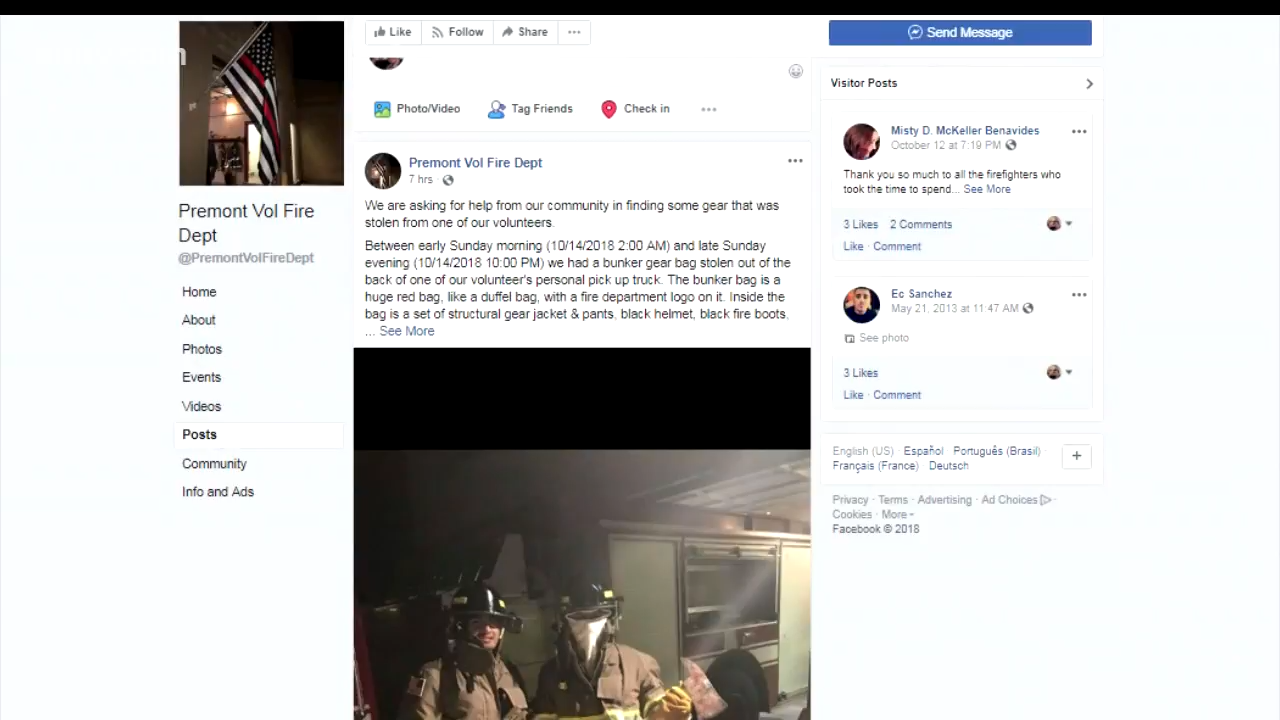 Like
Follow
Share
Send Message
Photo/Video
Tag Friends
Check in
Premont Vol Fire
Dept
@PremontVolFireDept
Home
About
Photos
Events
Videos
Posts
Community
Info and Ads
Premont Vol Fire Dept
7 hrs ·
We are asking for help from our community in finding some gear that was
stolen from one of our volunteers.
Between early Sunday morning (10/14/2018 2:00 AM) and late Sunday
evening (10/14/2018 10:00 PM) we had a bunker gear bag stolen out of the
back of one of our volunteer's personal pick up truck. The bunker bag is a
huge red bag, like a duffel bag, with a fire department logo on it. Inside the
bag is a set of structural gear jacket & pants, black helmet, black fire boots,
... See More
Visitor Posts
Misty D. McKeller Benavides
October 12 at 7:19 PM ·
Thank you so much to all the firefighters who
took the time to spend... See More
3 Likes 2 Comments
Like · Comment
Ec Sanchez
May 21, 2013 at 11:47 AM ·
See photo
3 Likes
Like · Comment
English (US) · Español · Português (Brasil) ·
Français (France) · Deutsch
Privacy · Terms · Advertising · Ad Choices ·
Cookies · More
Facebook © 2018